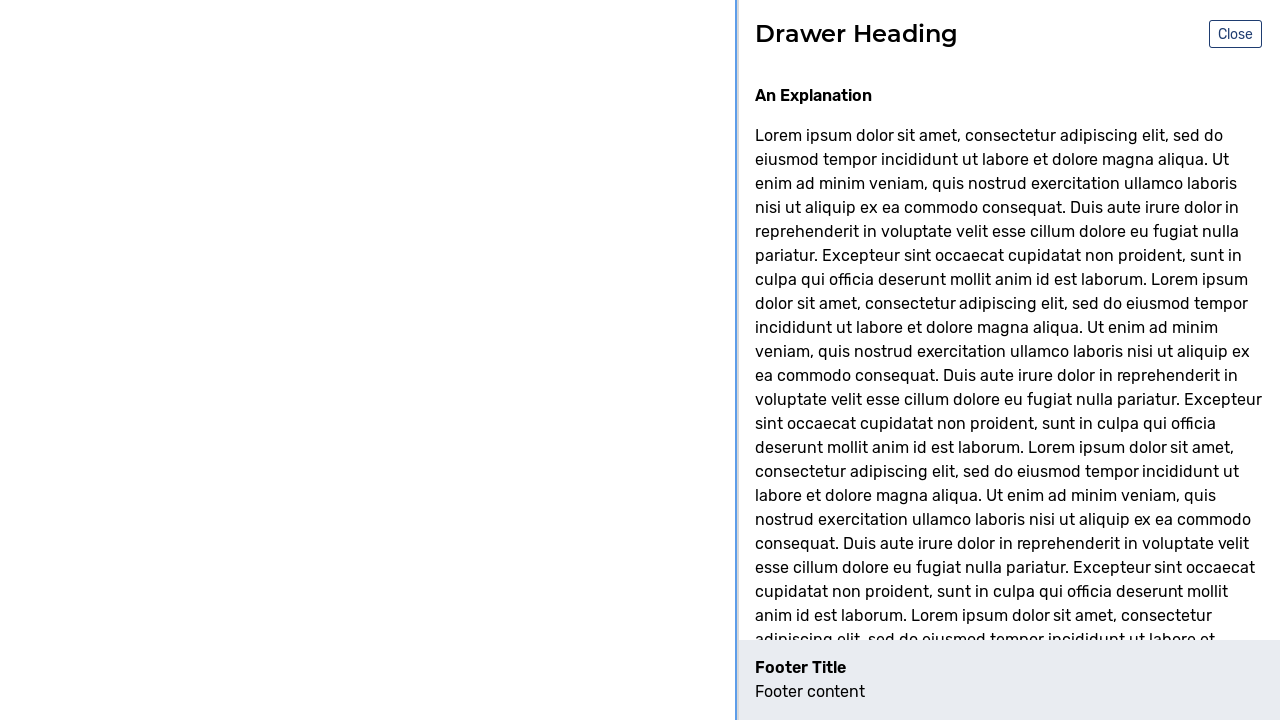 Drawer Heading
Close
An Explanation
Lorem ipsum dolor sit amet, consectetur adipiscing elit, sed do
eiusmod tempor incididunt ut labore et dolore magna aliqua. Ut
enim ad minim veniam, quis nostrud exercitation ullamco laboris
nisi ut aliquip ex ea commodo consequat. Duis aute irure dolor in
reprehenderit in voluptate velit esse cillum dolore eu fugiat nulla
pariatur. Excepteur sint occaecat cupidatat non proident, sunt in
culpa qui officia deserunt mollit anim id est laborum. Lorem ipsum
dolor sit amet, consectetur adipiscing elit, sed do eiusmod tempor
incididunt ut labore et dolore magna aliqua. Ut enim ad minim
veniam, quis nostrud exercitation ullamco laboris nisi ut aliquip ex
ea commodo consequat. Duis aute irure dolor in reprehenderit in
voluptate velit esse cillum dolore eu fugiat nulla pariatur. Excepteur
sint occaecat cupidatat non proident, sunt in culpa qui officia
deserunt mollit anim id est laborum. Lorem ipsum dolor sit amet,
consectetur adipiscing elit, sed do eiusmod tempor incididunt ut
labore et dolore magna aliqua. Ut enim ad minim veniam, quis
nostrud exercitation ullamco laboris nisi ut aliquip ex ea commodo
consequat. Duis aute irure dolor in reprehenderit in voluptate velit
esse cillum dolore eu fugiat nulla pariatur. Excepteur sint occaecat
cupidatat non proident, sunt in culpa qui officia deserunt mollit
anim id est laborum. Lorem ipsum dolor sit amet, consectetur
adipiscing elit, sed do eiusmod tempor incididunt ut labore et
Footer Title
Footer content